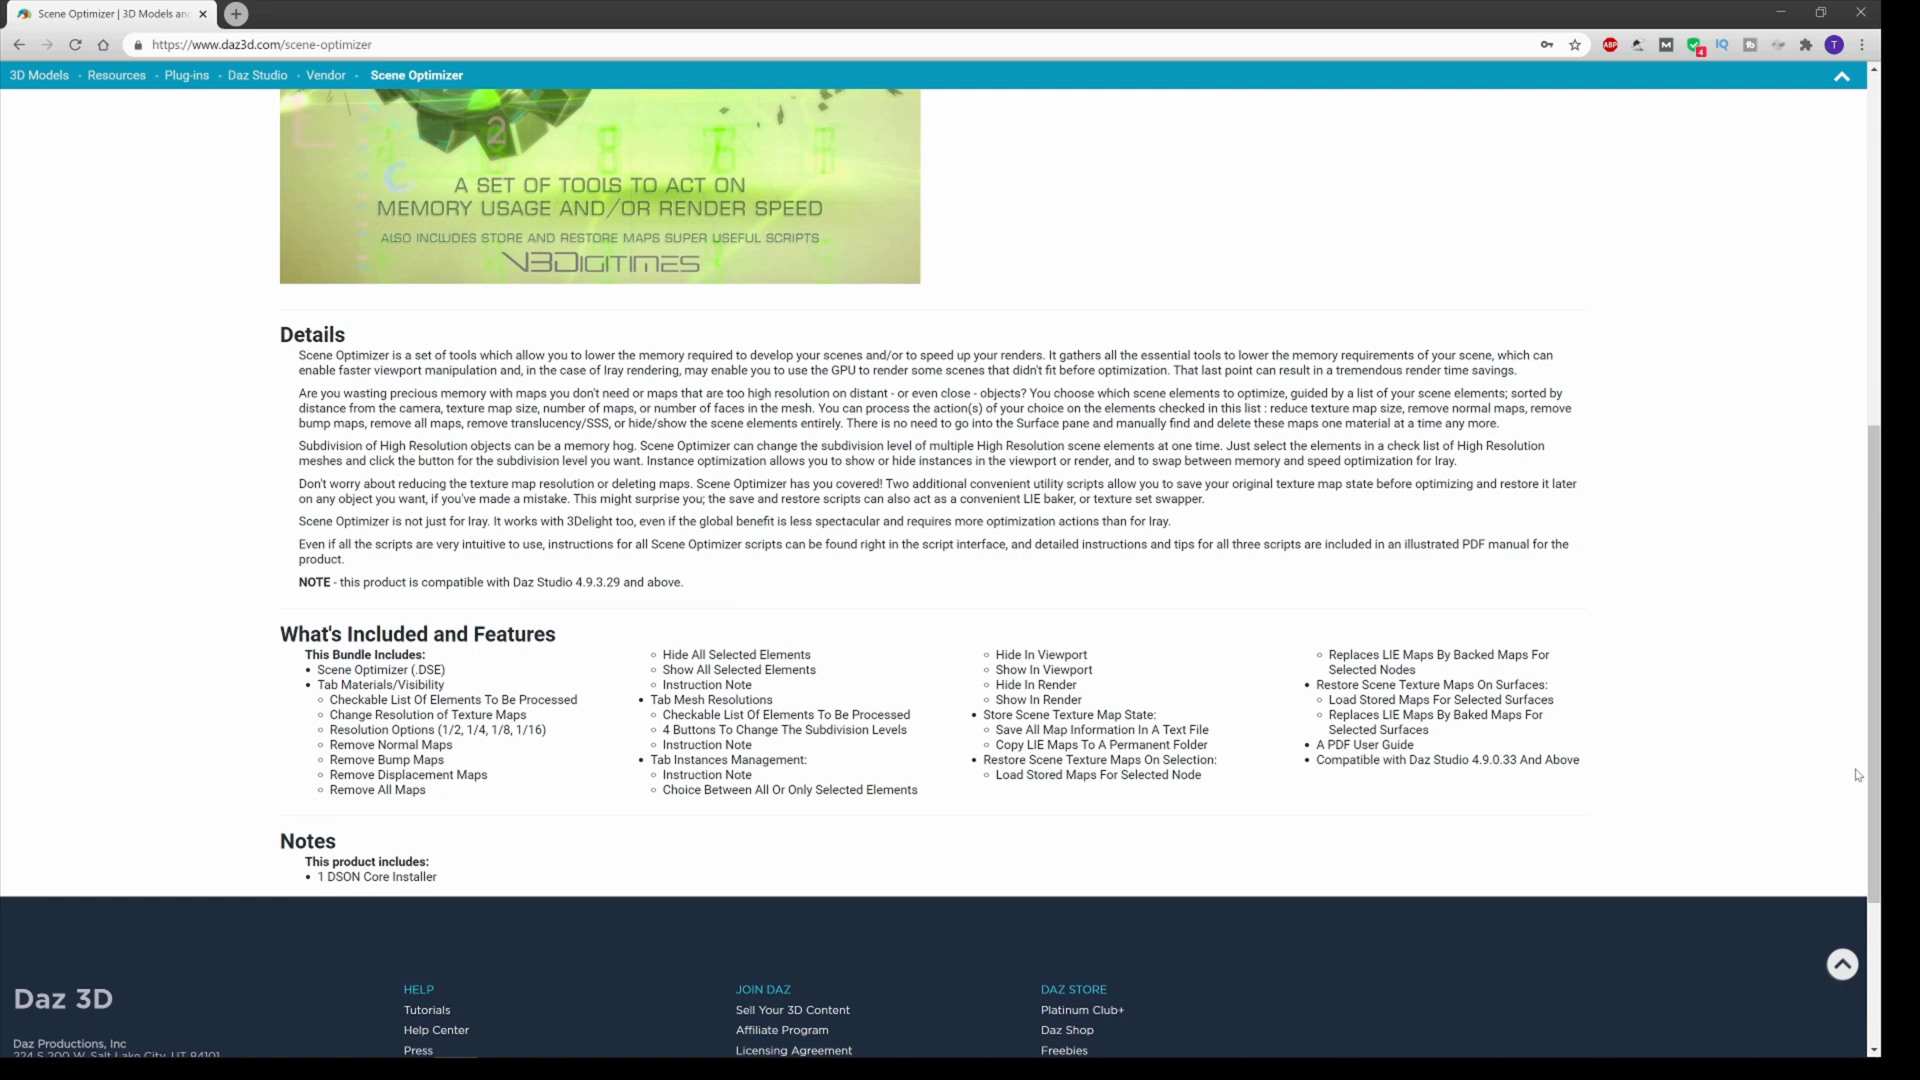 Scene Optimizer | 3D Models and
https://www.daz3d.com/scene-optimizer
3D Models
Resources
Plug-ins
Daz Studio
Vendor
Scene Optimizer
A SET OF TOOLS TO ACT ON
MEMORY USAGE AND/OR RENDER SPEED
ALSO INCLUDES STORE AND RESTORE MAPS SUPER USEFUL SCRIPTS
V3DIGITIMES
Details
Scene Optimizer is a set of tools which allow you to lower the memory required to develop your scenes and/or to speed up your renders. It gathers all the essential tools to lower the memory requirements of your scene, which can
enable faster viewport manipulation and, in the case of Iray rendering, may enable you to use the GPU to render some scenes that didn't fit before optimization. That last point can result in a tremendous render time savings.
Are you wasting precious memory with maps you don't need or maps that are too high resolution on distant - or even close - objects? You choose which scene elements to optimize, guided by a list of your scene elements; sorted by
distance from the camera, texture map size, number of maps, or number of faces in the mesh. You can process the action(s) of your choice on the elements checked in this list : reduce texture map size, remove normal maps, remove
bump maps, remove all maps, remove translucency/SSS, or hide/show the scene elements entirely. There is no need to go into the Surface pane and manually find and delete these maps one material at a time any more.
Subdivision of High Resolution objects can be a memory hog. Scene Optimizer can change the subdivision level of multiple High Resolution scene elements at one time. Just select the elements in a check list of High Resolution
meshes and click the button for the subdivision level you want. Instance optimization allows you to show or hide instances in the viewport or render, and to swap between memory and speed optimization for Iray.
Don't worry about reducing the texture map resolution or deleting maps. Scene Optimizer has you covered! Two additional convenient utility scripts allow you to save your original texture map state before optimizing and restore it later
on any object you want, if you've made a mistake. This might surprise you; the save and restore scripts can also act as a convenient LIE baker, or texture set swapper.
Scene Optimizer is not just for Iray. It works with 3Delight too, even if the global benefit is less spectacular and requires more optimization actions than for Iray.
Even if all the scripts are very intuitive to use, instructions for all Scene Optimizer scripts can be found right in the script interface, and detailed instructions and tips for all three scripts are included in an illustrated PDF manual for the
product.
NOTE - this product is compatible with Daz Studio 4.9.3.29 and above.
What's Included and Features
This Bundle Includes:
Scene Optimizer (.DSE)
Tab Materials/Visibility
Checkable List Of Elements To Be Processed
Change Resolution of Texture Maps
Resolution Options (1/2, 1/4, 1/8, 1/16)
Remove Normal Maps
Remove Bump Maps
Remove Displacement Maps
Remove All Maps
Hide All Selected Elements
Show All Selected Elements
Instruction Note
Tab Mesh Resolutions
Checkable List Of Elements To Be Processed
4 Buttons To Change The Subdivision Levels
Instruction Note
Tab Instances Management:
Instruction Note
Choice Between All Or Only Selected Elements
Hide In Viewport
Show In Viewport
Hide In Render
Show In Render
Store Scene Texture Map State:
Save All Map Information In A Text File
Copy LIE Maps To A Permanent Folder
Restore Scene Texture Maps On Selection:
Load Stored Maps For Selected Node
Replaces LIE Maps By Backed Maps For
Selected Nodes
Restore Scene Texture Maps On Surfaces:
Load Stored Maps For Selected Surfaces
Replaces LIE Maps By Baked Maps For
Selected Surfaces
A PDF User Guide
Compatible with Daz Studio 4.9.0.33 And Above
Notes
This product includes:
1 DSON Core Installer
Daz 3D
Daz Productions, Inc
224 S 200 W, Salt Lake City, UT 84101
HELP
Tutorials
Help Center
Press
JOIN DAZ
Sell Your 3D Content
Affiliate Program
Licensing Agreement
DAZ STORE
Platinum Club+
Daz Shop
Freebies